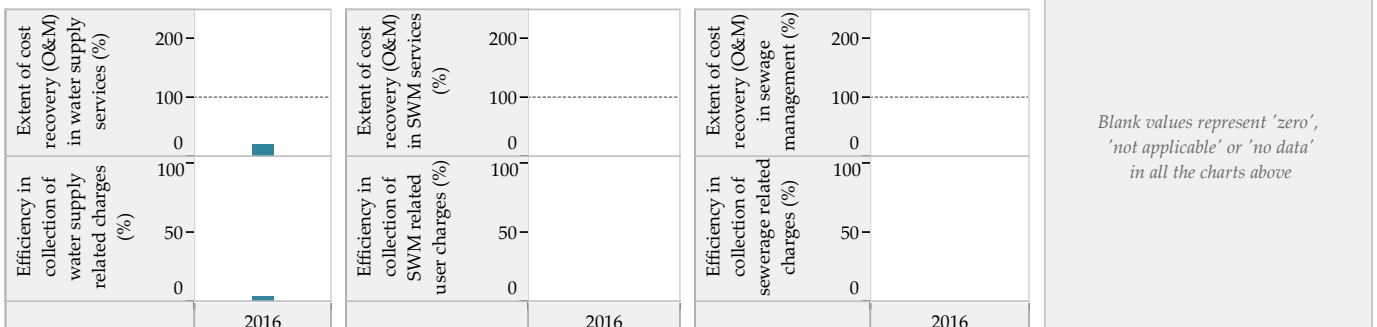 Extent of cost
recovery (O&M)
in water supply
services (%)
200
100
0
Efficiency in
collection of
water supply
related charges
(%)
100
50
0
2016
Extent of cost
recovery (O&M)
in SWM services
(%)
200
100
0
Efficiency in
collection of
SWM related
user charges (%)
100
50
0
2016
Extent of cost
recovery (O&M)
in sewage
management (%)
200
100
0
Efficiency in
collection of
sewerage related
charges (%)
100
50
0
2016
Blank values represent 'zero',
'not applicable' or 'no data'
in all the charts above